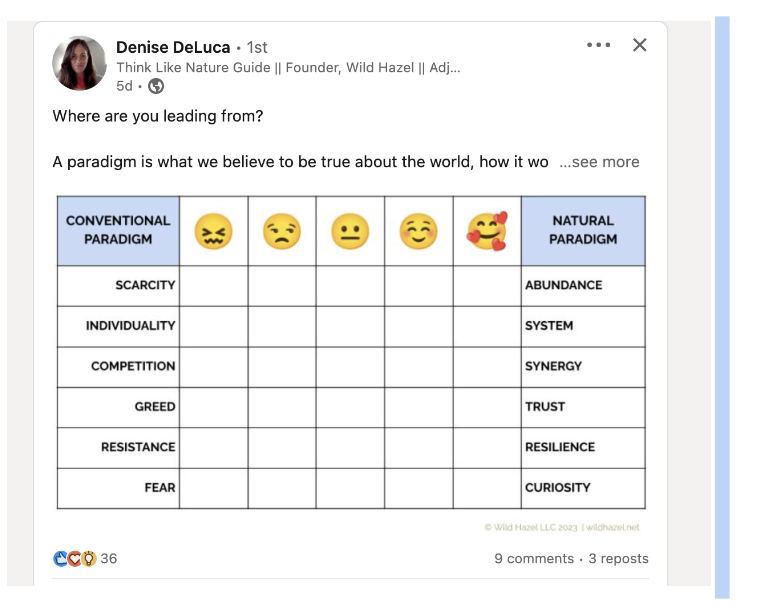 Denise DeLuca • 1st
Think Like Nature Guide || Founder, Wild Hazel || Adj...
5d •
Where are you leading from?
A paradigm is what we believe to be true about the world, how it wo ...see more
CONVENTIONAL PARADIGM NATURAL PARADIGM
SCARCITY ABUNDANCE
INDIVIDUALITY SYSTEM
COMPETITION SYNERGY
GREED TRUST
RESISTANCE RESILIENCE
FEAR CURIOSITY
© Wild Hazel LLC 2023 | wildhazel.net
36 9 comments • 3 reposts